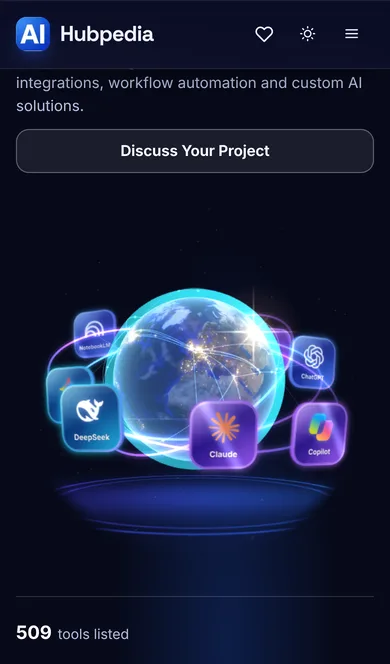 AI Hubpedia
integrations, workflow automation and custom AI
solutions.
Discuss Your Project
NotebookLM
ChatGPT
DeepSeek
Claude
Copilot
509 tools listed